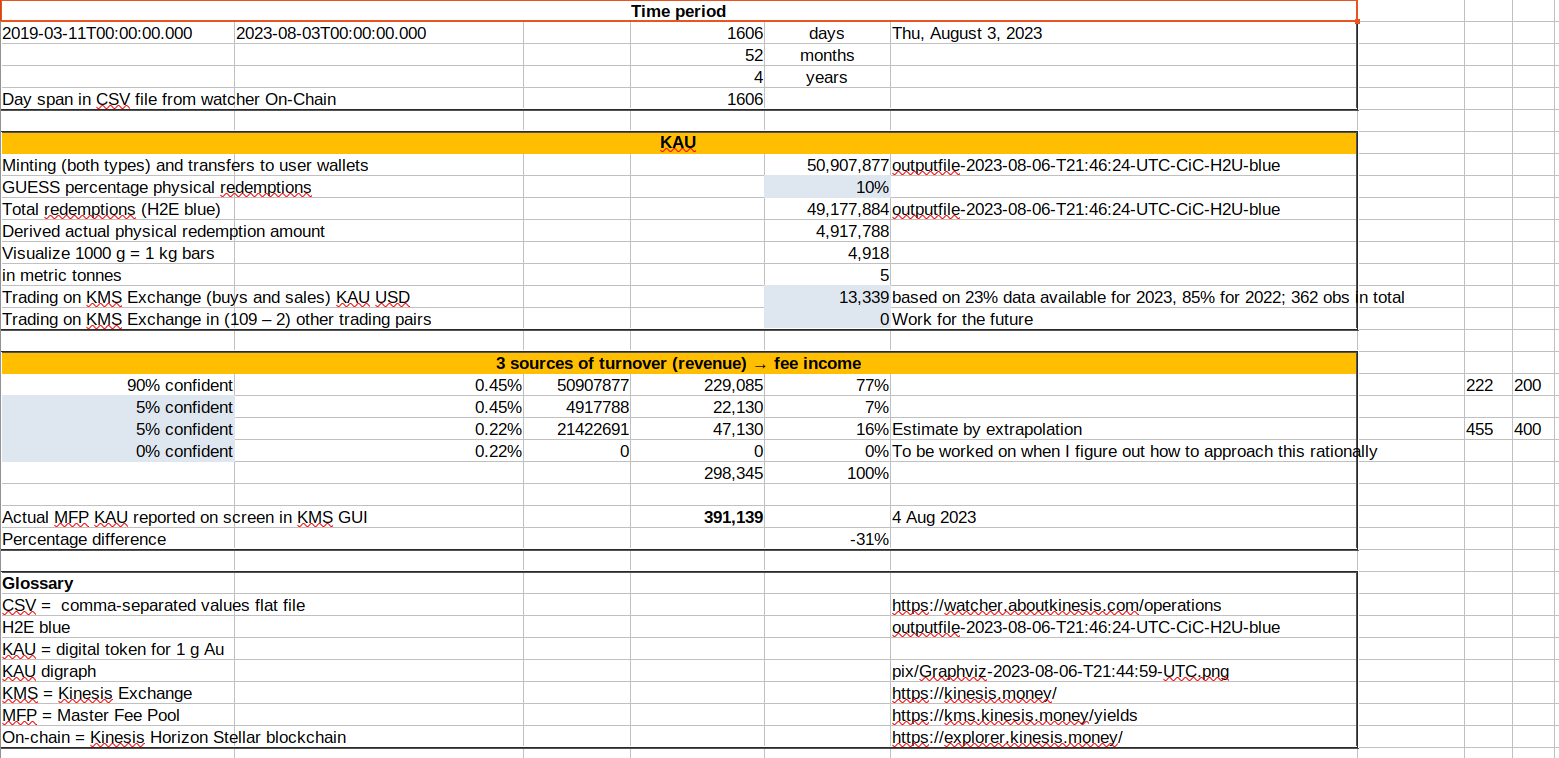 Time period
2019-03-11T00:00:00.000 2023-08-03T00:00:00.000 1606 days Thu, August 3, 2023
52 months
4 years
Day span in CSV file from watcher On-Chain 1606
KAU
Minting (both types) and transfers to user wallets 50,907,877 outputfile-2023-08-06-T21:46:24-UTC-CiC-H2U-blue
GUESS percentage physical redemptions 10%
Total redemptions (H2E blue) 49,177,884 outputfile-2023-08-06-T21:46:24-UTC-CiC-H2U-blue
Derived actual physical redemption amount 4,917,788
Visualize 1000 g = 1 kg bars 4,918
in metric tonnes 5
Trading on KMS Exchange (buys and sales) KAU USD 13,339 based on 23% data available for 2023, 85% for 2022; 362 obs in total
Trading on KMS Exchange in (109 – 2) other trading pairs 0 Work for the future
3 sources of turnover (revenue) → fee income
90% confident 0.45% 50907877 229,085 77% 222 200
5% confident 0.45% 4917788 22,130 7%
5% confident 0.22% 21422691 47,130 16% Estimate by extrapolation 455 400
0% confident 0.22% 0 0 0% To be worked on when I figure out how to approach this rationally
298,345 100%
Actual MFP KAU reported on screen in KMS GUI 391,139 4 Aug 2023
Percentage difference -31%
Glossary
CSV = comma-separated values flat file https://watcher.aboutkinesis.com/operations
H2E blue outputfile-2023-08-06-T21:46:24-UTC-CiC-H2U-blue
KAU = digital token for 1 g Au
KAU digraph pix/Graphviz-2023-08-06-T21:44:59-UTC.png
KMS = Kinesis Exchange https://kinesis.money/
MFP = Master Fee Pool https://kms.kinesis.money/yields
On-chain = Kinesis Horizon Stellar blockchain https://explorer.kinesis.money/